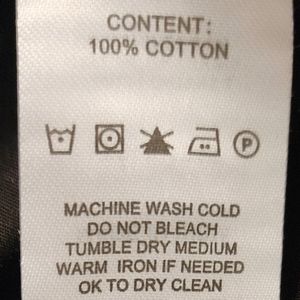 CONTENT:
100% COTTON
P
MACHINE WASH COLD
DO NOT BLEACH
TUMBLE DRY MEDIUM
WARM IRON IF NEEDED
OK TO DRY CLEAN